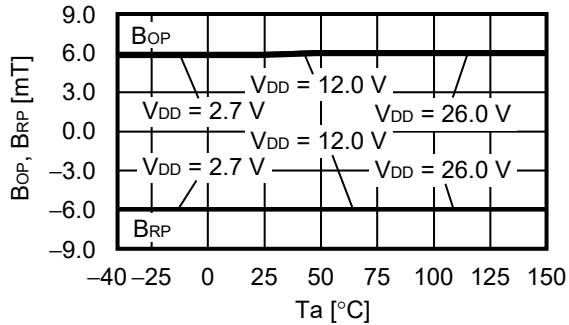 9.0
6.0
3.0
0.0
−3.0
−6.0
−9.0
BOP, BRP [mT]
BOP
VDD = 12.0 V
VDD = 2.7 V
VDD = 26.0 V
VDD = 12.0 V
VDD = 2.7 V
VDD = 26.0 V
BRP
−40 −25 0 25 50 75 100 125 150
Ta [°C]